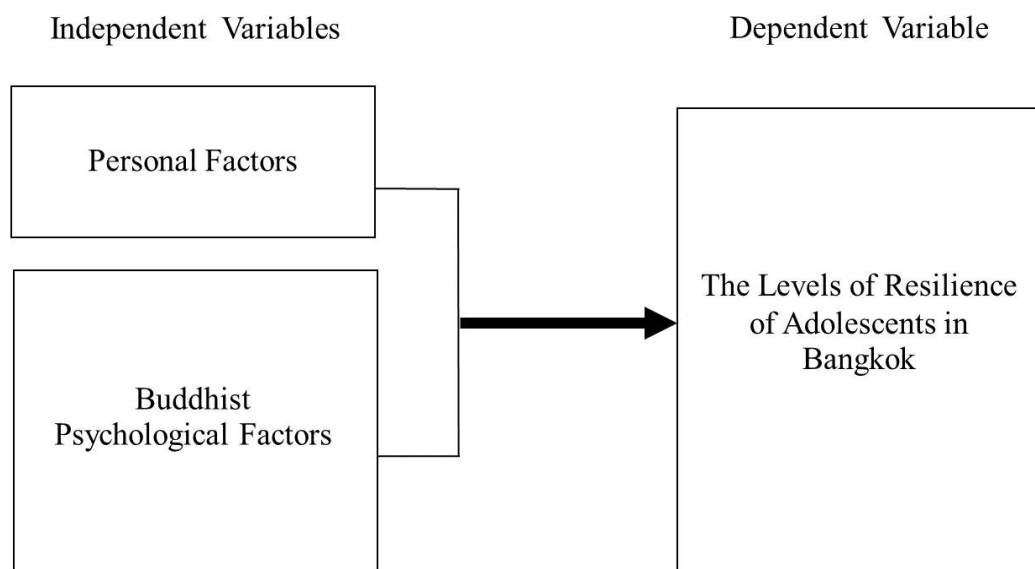 Independent Variables
Dependent Variable
Personal Factors
Buddhist
Psychological Factors
The Levels of Resilience
of Adolescents in
Bangkok